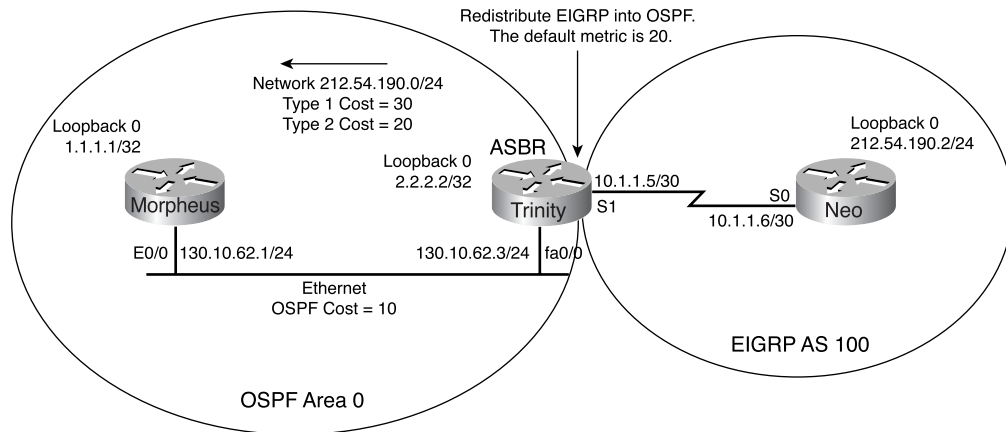 Redistribute EIGRP into OSPF.
The default metric is 20.
Network 212.54.190.0/24
Type 1 Cost = 30
Type 2 Cost = 20
Loopback 0
1.1.1.1/32
Morpheus
E0/0
130.10.62.1/24
Loopback 0
2.2.2.2/32
ASBR
Trinity
10.1.1.5/30
S1
130.10.62.3/24
fa0/0
Loopback 0
212.54.190.2/24
S0
10.1.1.6/30
Neo
Ethernet
OSPF Cost = 10
OSPF Area 0
EIGRP AS 100